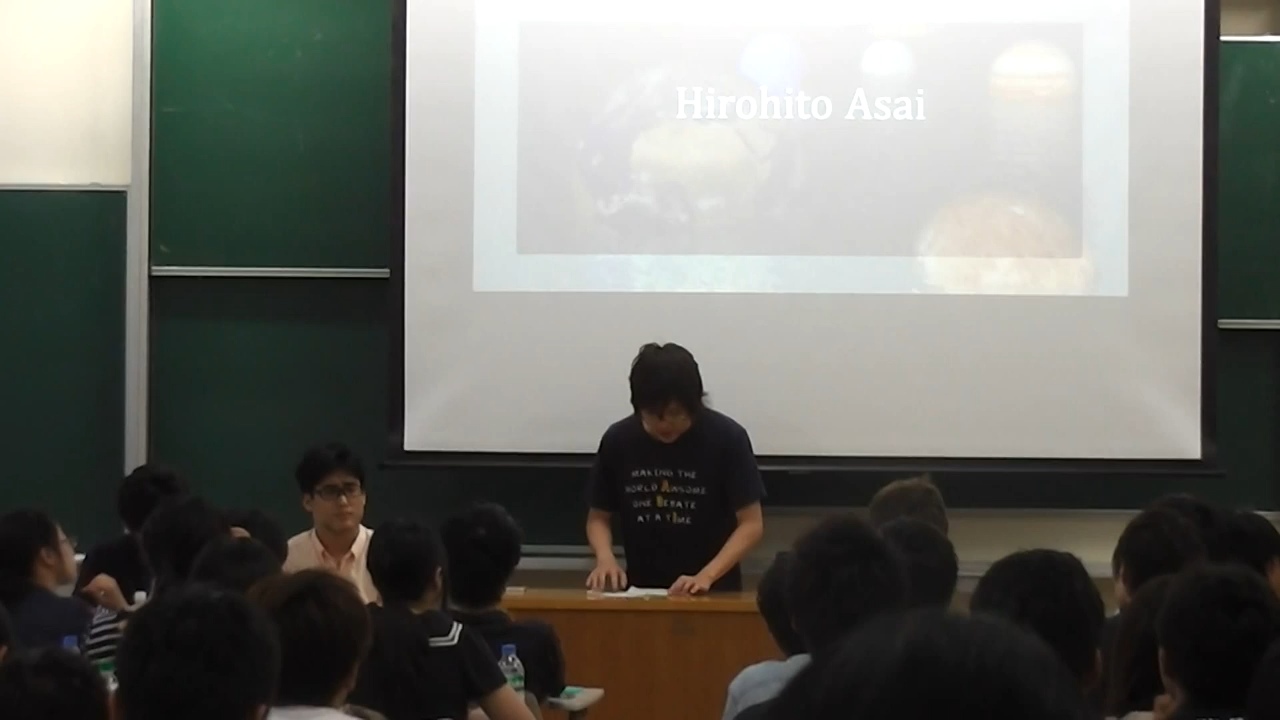 Hirohito Asai
MAKING THE
WORLD AWESOME
ONE DEBATE
AT A TIME